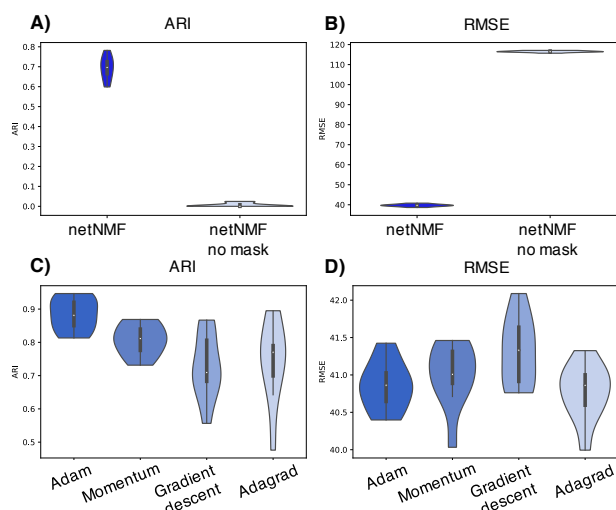 A) ARI
0.8
0.7
0.6
0.5
0.4
0.3
0.2
0.1
0.0
ARI
netNMF
netNMF
no mask
B) RMSE
120
110
100
90
80
70
60
50
40
RMSE
netNMF
netNMF
no mask
C) ARI
0.9
0.8
0.7
0.6
0.5
ARI
Adam
Momentum
Gradient
descent
Adagrad
D) RMSE
42.0
41.5
41.0
40.5
40.0
RMSE
Adam
Momentum
Gradient
descent
Adagrad